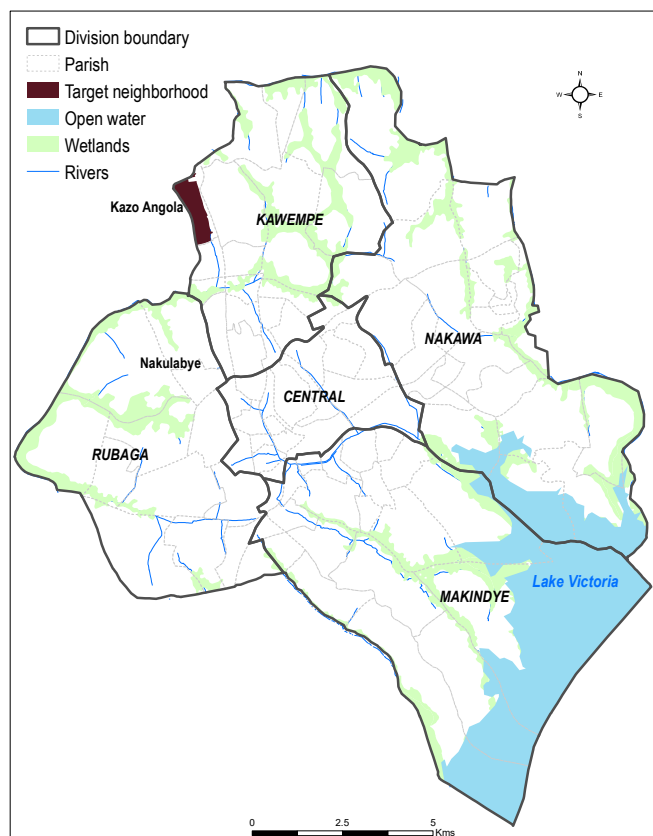 Division boundary
Parish
Target neighborhood
Open water
Wetlands
Rivers
N
W E
S
Kazo Angola
KAWEMPE
NAKAWA
Nakulabye
CENTRAL
RUBAGA
Lake Victoria
MAKINDYE
0 2.5 5
Kms